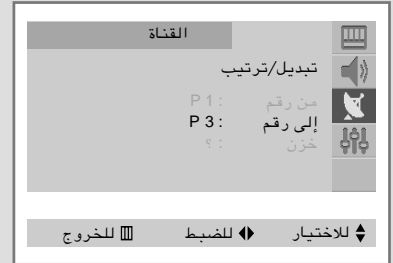 القناة
تبديل/ترتيب
من رقم : P 1
إلى رقم : P 3
خزن : ؟
للاختيار للضبط للخروج